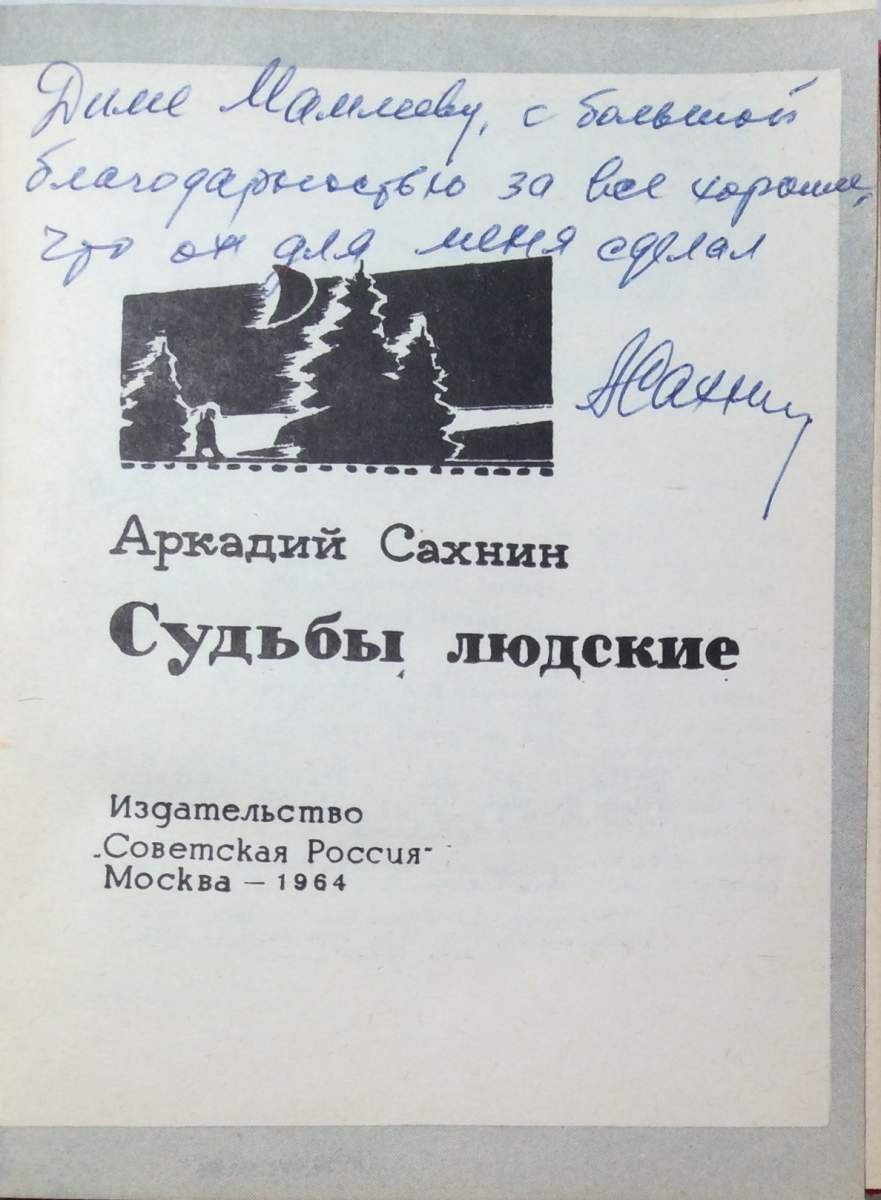 Диме Мамлееву, с большой
благодарностью за все хорошее,
что он для меня сделал
АСахнин
Аркадий Сахнин
Судьбы людские
Издательство
„Советская Россия"
Москва — 1964